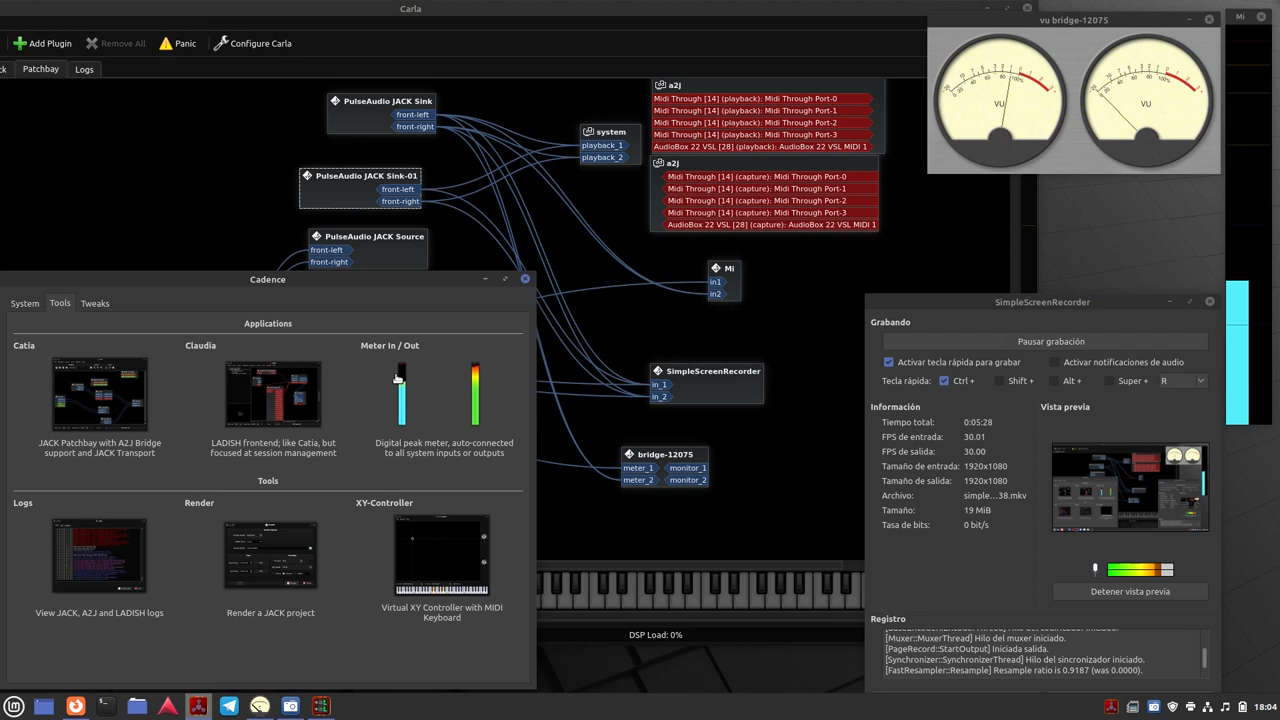 Carla
Add Plugin
Remove All
Panic
Configure Carla
ck
Patchbay
Logs
PulseAudio JACK Sink
front-left
front-right
PulseAudio JACK Sink-01
front-left
front-right
PulseAudio JACK Source
front-left
front-right
system
playback_1
playback_2
a2j
Midi Through [14] (playback): Midi Through Port-0
Midi Through [14] (playback): Midi Through Port-1
Midi Through [14] (playback): Midi Through Port-2
Midi Through [14] (playback): Midi Through Port-3
AudioBox 22 VSL [28] (playback): AudioBox 22 VSL MIDI 1
a2j
Midi Through [14] (capture): Midi Through Port-0
Midi Through [14] (capture): Midi Through Port-1
Midi Through [14] (capture): Midi Through Port-2
Midi Through [14] (capture): Midi Through Port-3
AudioBox 22 VSL [28] (capture): AudioBox 22 VSL MIDI 1
Mi
in1
in2
SimpleScreenRecorder
in_1
in_2
bridge-12075
meter_1
monitor_1
meter_2
monitor_2
DSP Load: 0%
vu bridge-12075
VU
VU
Mi
Cadence
System
Tools
Tweaks
Applications
Catia
Claudia
Meter In / Out
JACK Patchbay with A2J Bridge
support and JACK Transport
LADISH frontend; like Catia, but
focused at session management
Digital peak meter, auto-connected
to all system inputs or outputs
Tools
Logs
Render
XY-Controller
View JACK, A2J and LADISH logs
Render a JACK project
Virtual XY Controller with MIDI
Keyboard
SimpleScreenRecorder
Grabando
Pausar grabación
Activar tecla rápida para grabar
Activar notificaciones de audio
Tecla rápida:
Ctrl +
Shift +
Alt +
Super +
R
Información
Vista previa
Tiempo total: 0:05:28
FPS de entrada: 30.01
FPS de salida: 30.00
Tamaño de entrada: 1920x1080
Tamaño de salida: 1920x1080
Archivo: simple...38.mkv
Tamaño: 19 MiB
Tasa de bits: 0 bit/s
Detener vista previa
Registro
[Muxer::MuxerThread] Hilo del muxer iniciado.
[PageRecord::StartOutput] Iniciada salida.
[Synchronizer::SynchronizerThread] Hilo del sincronizador iniciado.
[FastResampler::Resample] Resample ratio is 0.9187 (was 0.0000).
18:04